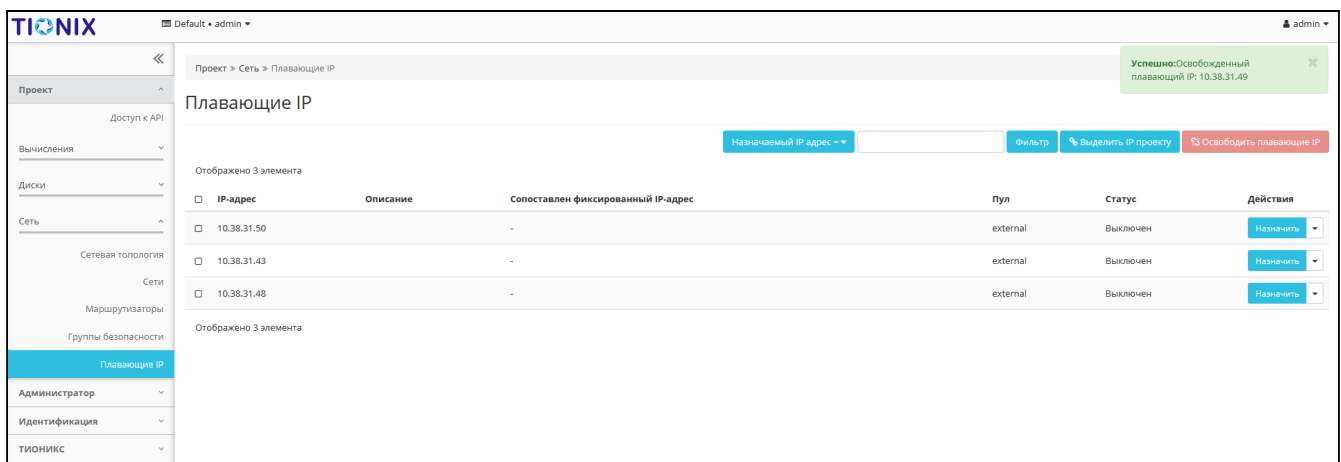 TIONIX
Default • admin
admin
Проект » Сеть » Плавающие IP
Успешно:Освобожденный
плавающий IP: 10.38.31.49
Проект
Доступ к API
Вычисления
Диски
Сеть
Сетевая топология
Сети
Маршрутизаторы
Группы безопасности
Плавающие IP
Администратор
Идентификация
ТИОНИКС
Плавающие IP
Назначаемый IP адрес = Фильтр Выделить IP проекту Освободить плавающие IP
Отображено 3 элемента
IP-адрес Описание Сопоставлен фиксированный IP-адрес Пул Статус Действия
10.38.31.50 - external Выключен Назначить
10.38.31.43 - external Выключен Назначить
10.38.31.48 - external Выключен Назначить
Отображено 3 элемента